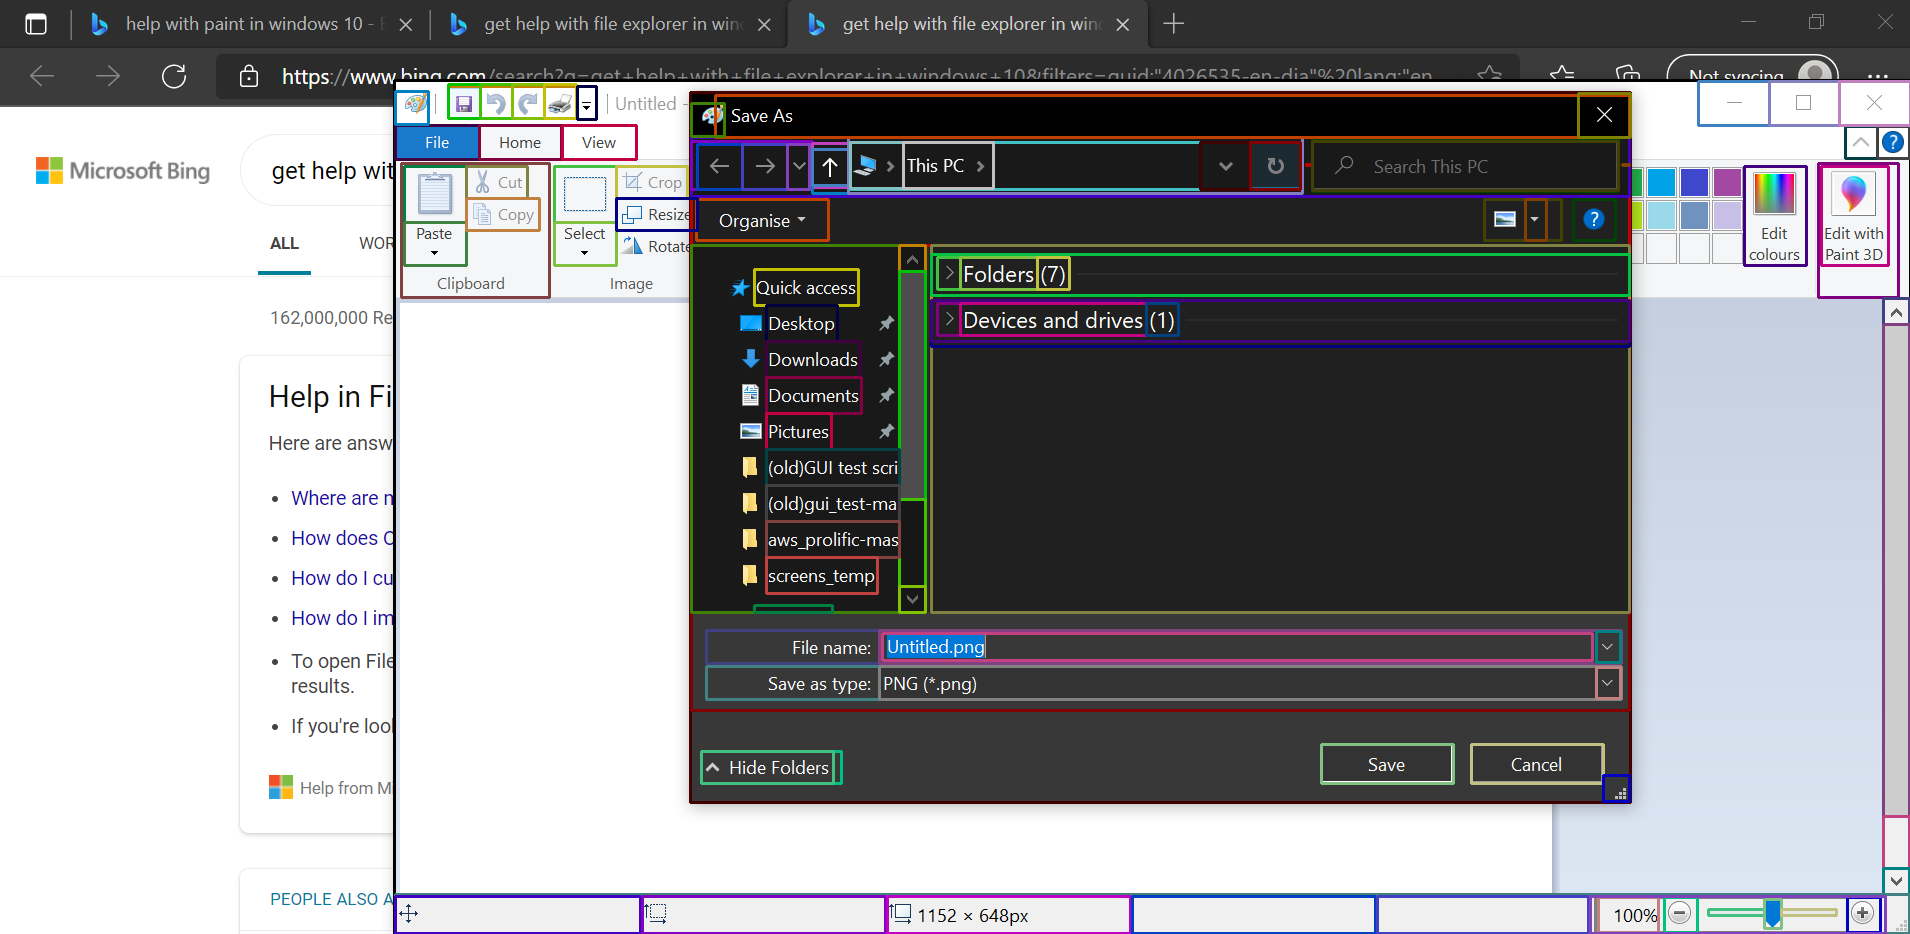 help with paint in windows 10 -
get help with file explorer in win
get help with file explorer in win
https://www.bing.com/search?q=get+help+with+file+explorer+in+windows+10&filters=guid:"4026535-en-dia"%20lang:"en
Not syncing
Untitled -
Save As
File
Home
View
This PC
Search This PC
Microsoft Bing
get help wit
Paste
Cut
Copy
Clipboard
Select
Crop
Resize
Rotate
Image
Organise
Edit colours
Edit with Paint 3D
ALL
WOR
162,000,000 Re
Quick access
Desktop
Downloads
Documents
Pictures
(old)GUI test scri
(old)gui_test-ma
aws_prolific-mas
screens_temp
Folders (7)
Devices and drives (1)
Help in Fi
Here are answ
Where are n
How does C
How do I cu
How do I im
To open File
results.
If you're loo
Help from Mi
PEOPLE ALSO A
File name:
Untitled.png
Save as type:
PNG (*.png)
Hide Folders
Save
Cancel
1152 × 648px
100%